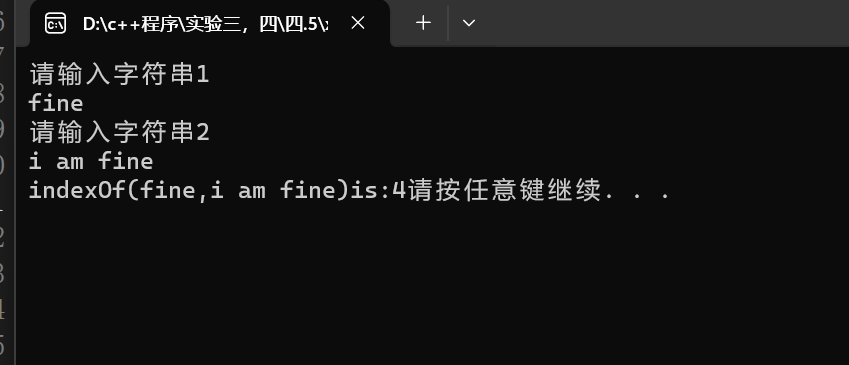 D:\c++程序\实验三，四\四.5\
请输入字符串1
fine
请输入字符串2
i am fine
indexOf(fine,i am fine)is:4请按任意键继续. . .